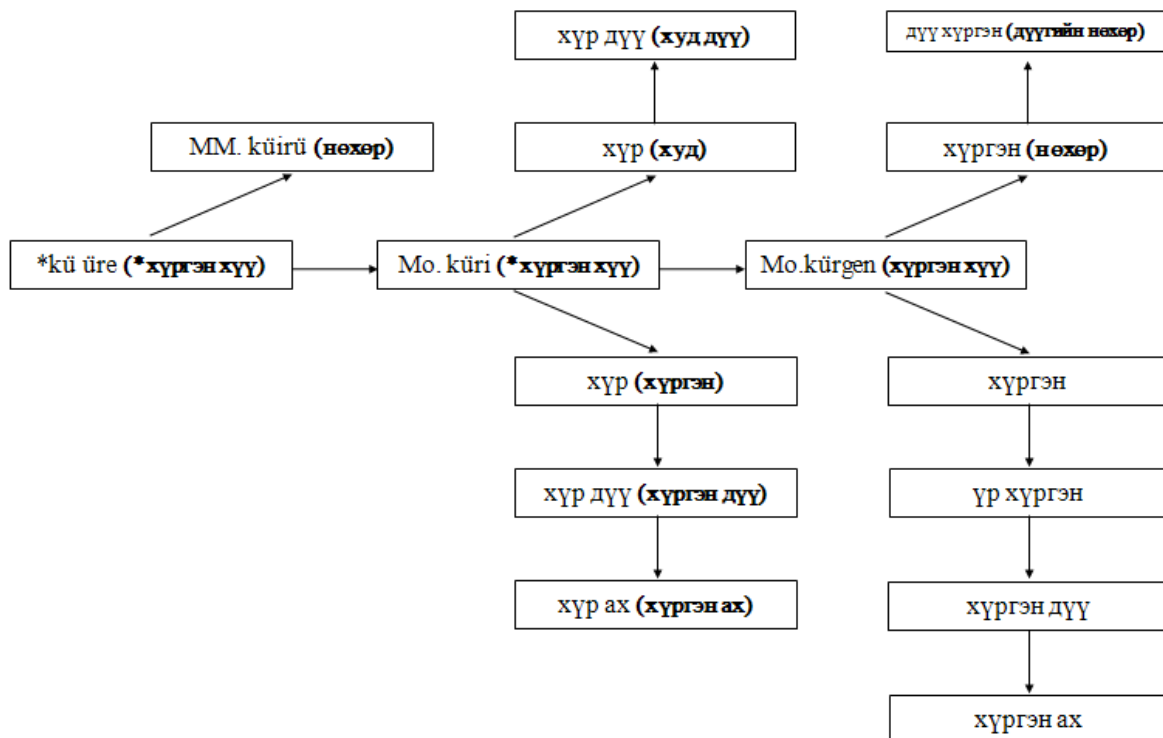 хүр дүү (худ дүү)
дүү хүргэн (дүүгийн нөхөр)
MM. küirü (нөхөр)
хүр (худ)
хүргэн (нөхөр)
*kü üre (*хүргэн хүү)
Mo. küri (*хүргэн хүү)
Mo.kürgen (хүргэн хүү)
хүр (хүргэн)
хүргэн
хүр дүү (хүргэн дүү)
үр хүргэн
хүр ах (хүргэн ах)
хүргэн дүү
хүргэн ах